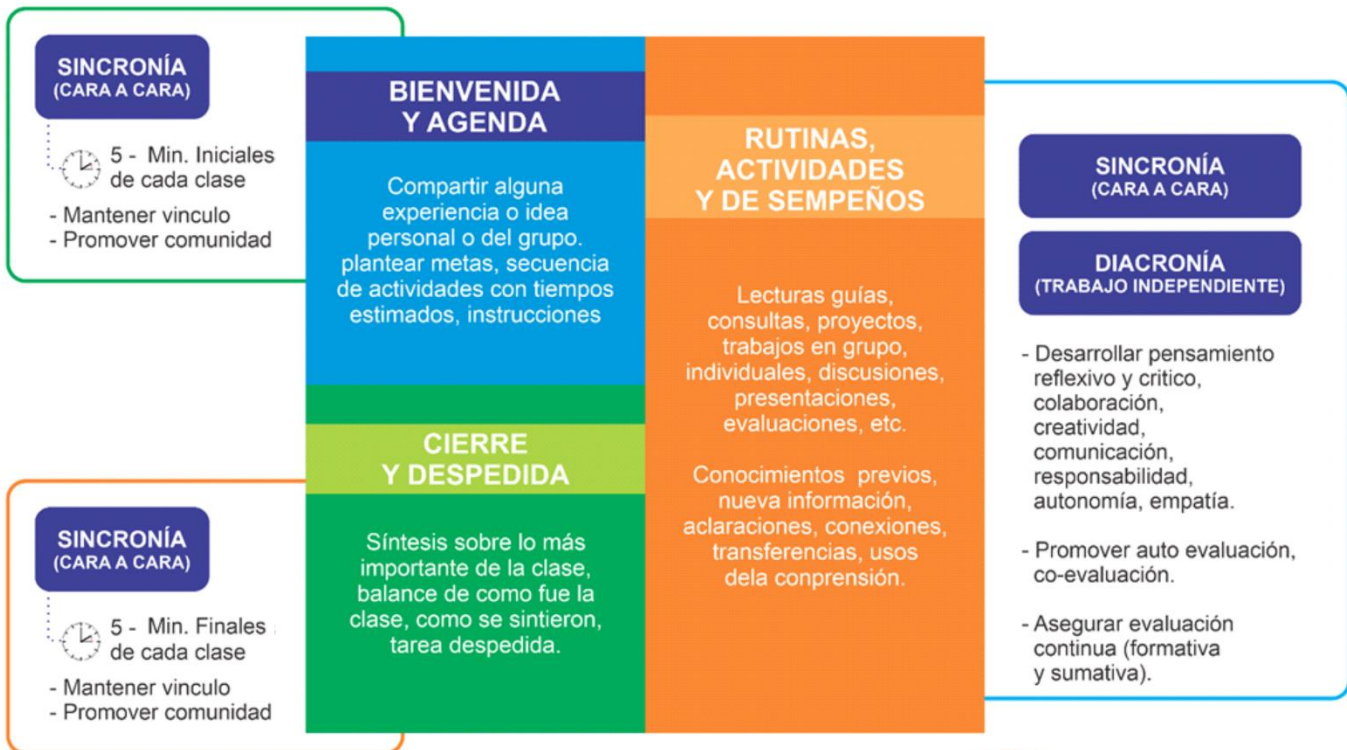 SINCRONÍA
(CARA A CARA)
5 - Min. Iniciales
de cada clase
- Mantener vinculo
- Promover comunidad
BIENVENIDA
Y AGENDA
Compartir alguna
experiencia o idea
personal o del grupo.
plantear metas, secuencia
de actividades con tiempos
estimados, instrucciones
CIERRE
Y DESPEDIDA
Síntesis sobre lo más
importante de la clase,
balance de como fue la
clase, como se sintieron,
tarea despedida.
SINCRONÍA
(CARA A CARA)
5 - Min. Finales
de cada clase
- Mantener vinculo
- Promover comunidad
RUTINAS,
ACTIVIDADES
Y DE SEMPEÑOS
Lecturas guías,
consultas, proyectos,
trabajos en grupo,
individuales, discusiones,
presentaciones,
evaluaciones, etc.
Conocimientos previos,
nueva información,
aclaraciones, conexiones,
transferencias, usos
dela conprensión.
SINCRONÍA
(CARA A CARA)
DIACRONÍA
(TRABAJO INDEPENDIENTE)
- Desarrollar pensamiento
reflexivo y critico,
colaboración,
creatividad,
comunicación,
responsabilidad,
autonomía, empatía.
- Promover auto evaluación,
co-evaluación.
- Asegurar evaluación
continua (formativa
y sumativa).